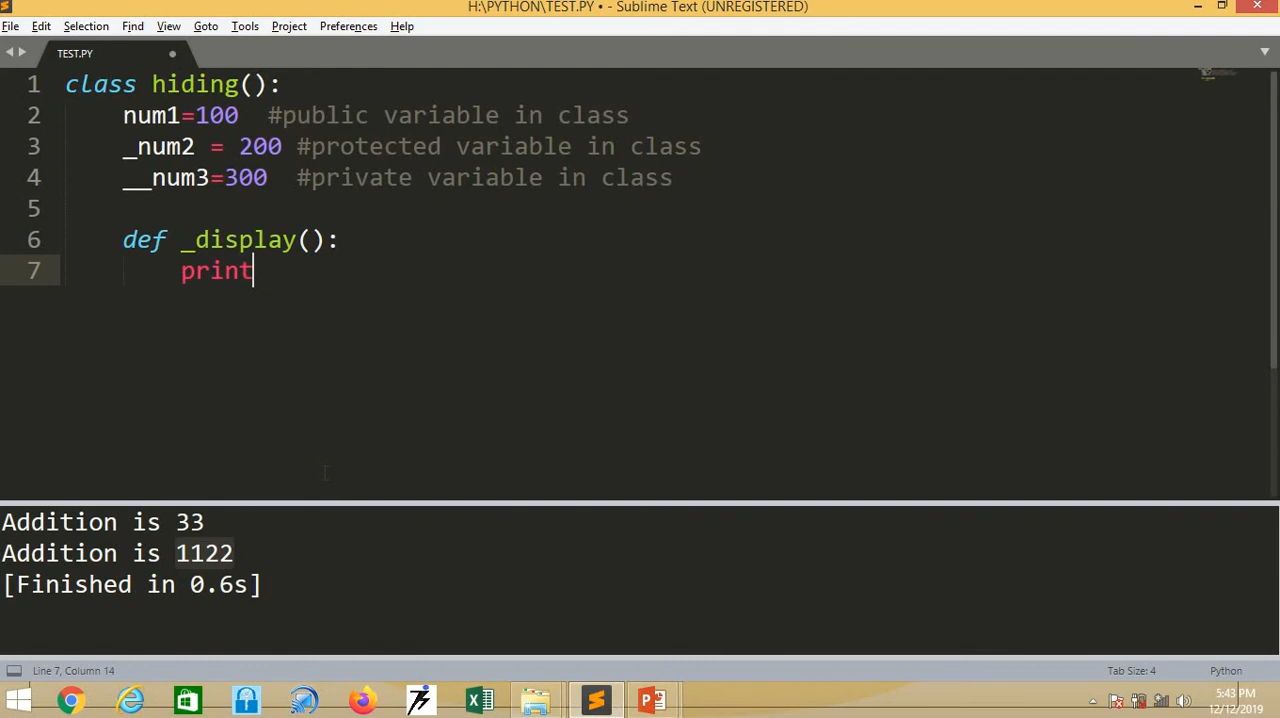 H:\PYTHON\TEST.PY • - Sublime Text (UNREGISTERED)
File Edit Selection Find View Goto Tools Project Preferences Help
TEST.PY
1 class hiding():
2 num1=100 #public variable in class
3 _num2 = 200 #protected variable in class
4 __num3=300 #private variable in class
5
6 def _display():
7 print
Addition is 33
Addition is 1122
[Finished in 0.6s]
Line 7, Column 14 Tab Size: 4 Python
5:43 PM
12/12/2019